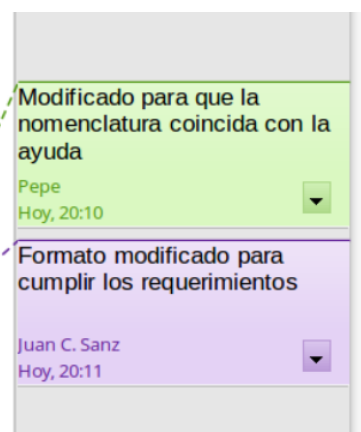 Modificado para que la
nomenclatura coincida con la
ayuda
Pepe
Hoy, 20:10
Formato modificado para
cumplir los requerimientos
Juan C. Sanz
Hoy, 20:11